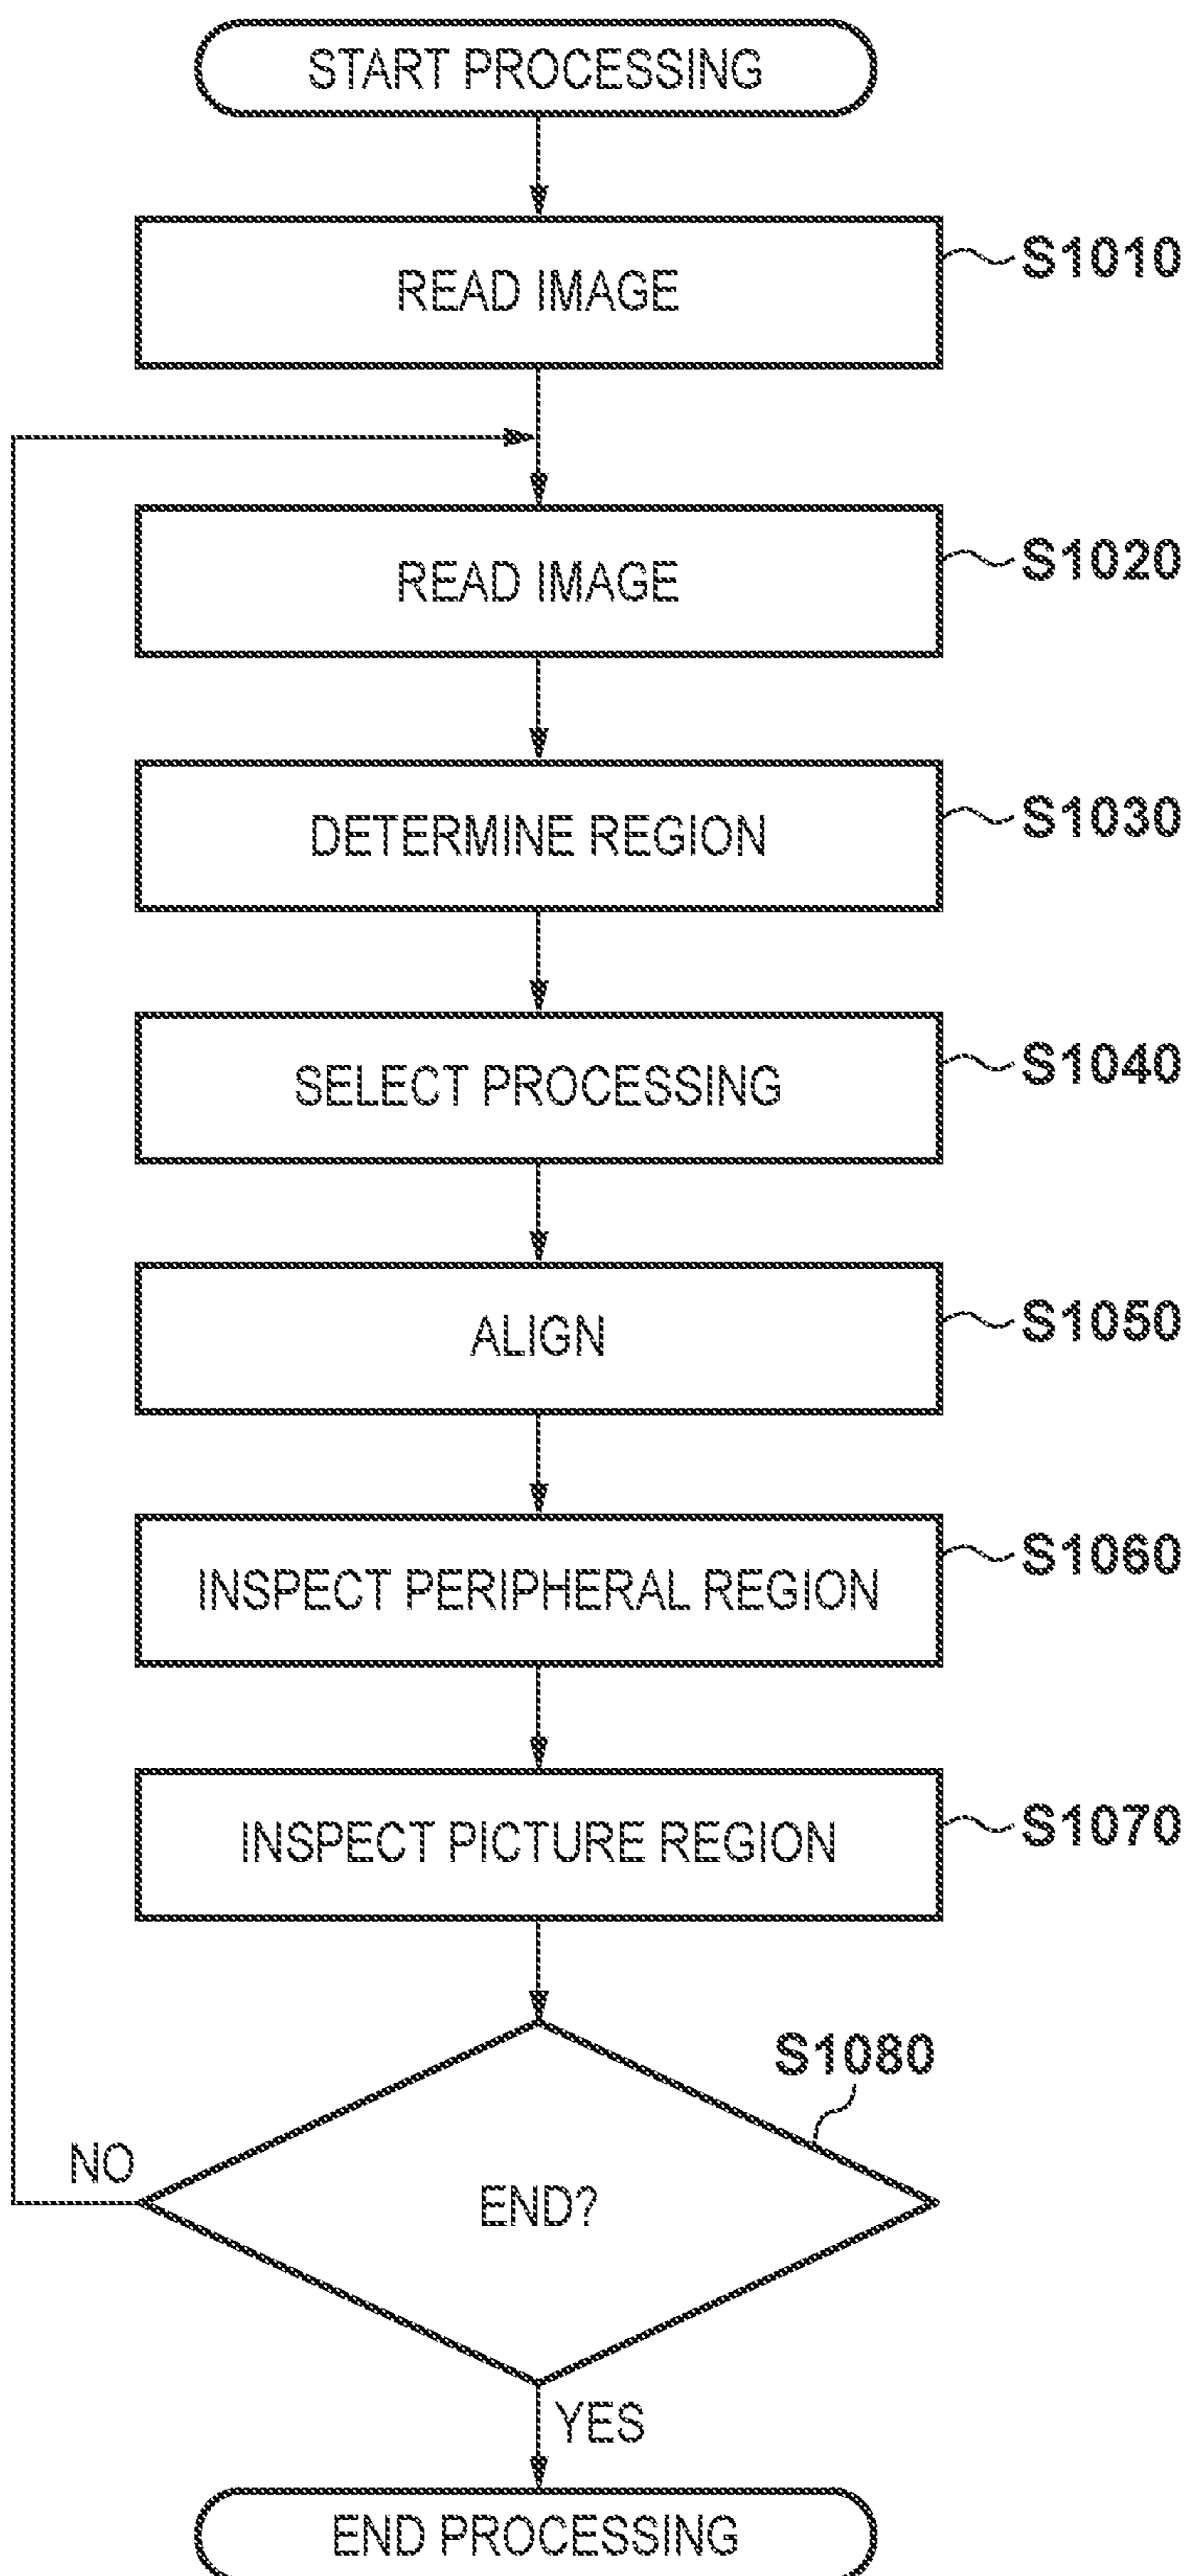 START PROCESSING
READ IMAGE
S1010
READ IMAGE
S1020
DETERMINE REGION
S1030
SELECT PROCESSING
S1040
ALIGN
S1050
INSPECT PERIPHERAL REGION
S1060
INSPECT PICTURE REGION
S1070
S1080
NO
END?
YES
END PROCESSING